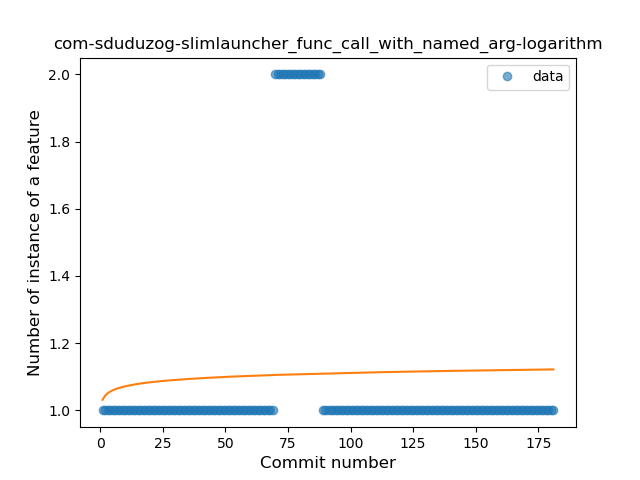 com-sduduzog-slimlauncher_func_call_with_named_arg-logarithm
data
Number of instance of a feature
2.0
1.8
1.6
1.4
1.2
1.0
0 25 50 75 100 125 150 175
Commit number